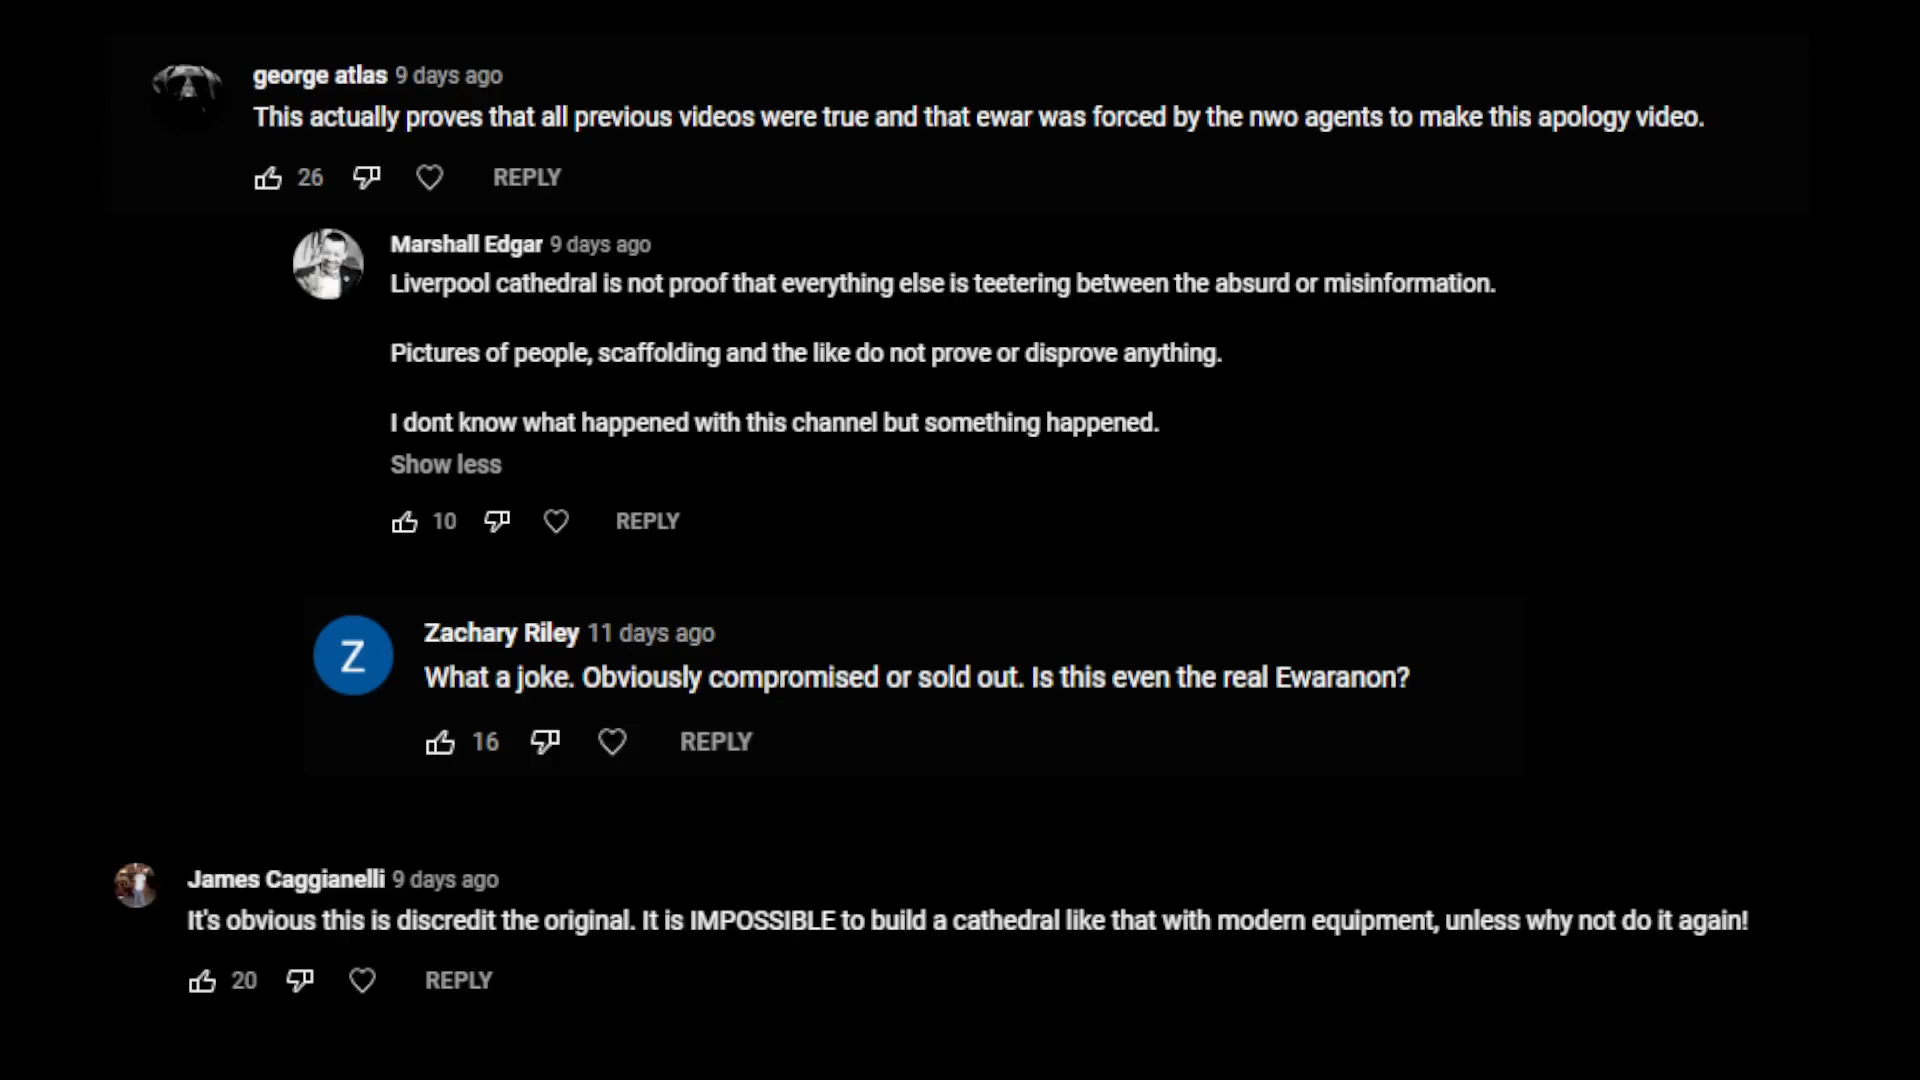 george atlas 9 days ago
This actually proves that all previous videos were true and that ewar was forced by the nwo agents to make this apology video.
26 REPLY
Marshall Edgar 9 days ago
Liverpool cathedral is not proof that everything else is teetering between the absurd or misinformation.
Pictures of people, scaffolding and the like do not prove or disprove anything.
I dont know what happened with this channel but something happened.
Show less
10 REPLY
Z
Zachary Riley 11 days ago
What a joke. Obviously compromised or sold out. Is this even the real Ewaranon?
16 REPLY
James Caggianelli 9 days ago
It's obvious this is discredit the original. It is IMPOSSIBLE to build a cathedral like that with modern equipment, unless why not do it again!
20 REPLY